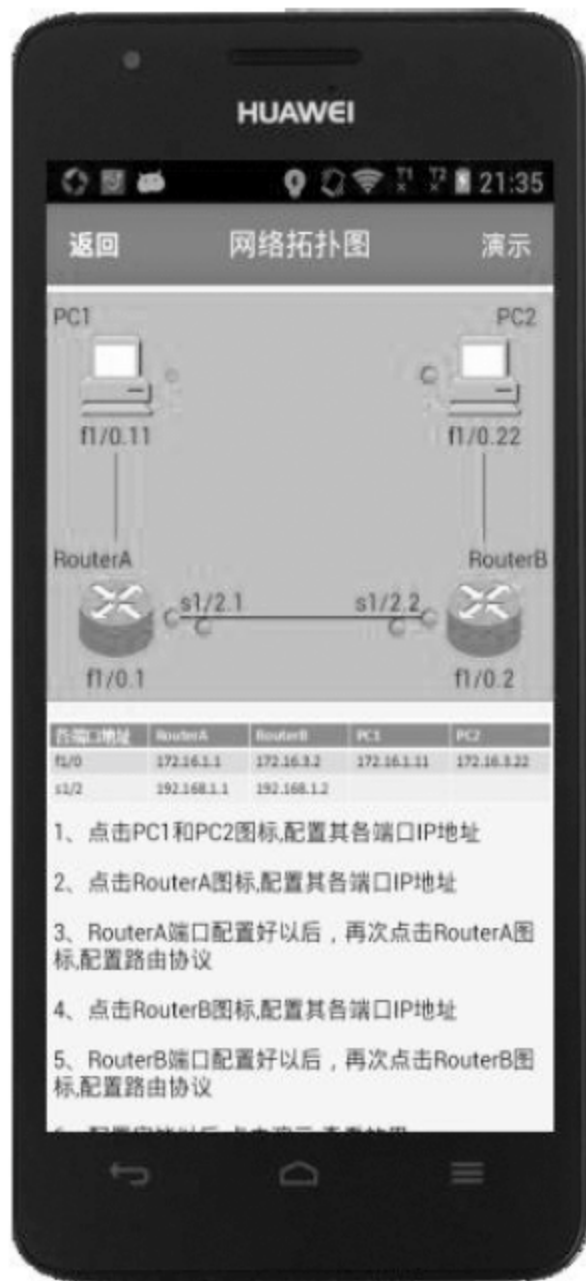 HUAWEI
21:35
返回 网络拓扑图 演示
PC1 PC2
f1/0.11 f1/0.22
RouterA RouterB
s1/2.1 s1/2.2
f1/0.1 f1/0.2
各端口地址 RouterA RouterB PC1 PC2
f1/0 172.16.1.1 172.16.3.2 172.16.1.11 172.16.3.22
s1/2 192.168.1.1 192.168.1.2
1、点击PC1和PC2图标,配置其各端口IP地址
2、点击RouterA图标,配置其各端口IP地址
3、RouterA端口配置好以后，再次点击RouterA图
标,配置路由协议
4、点击RouterB图标,配置其各端口IP地址
5、RouterB端口配置好以后，再次点击RouterB图
标,配置路由协议